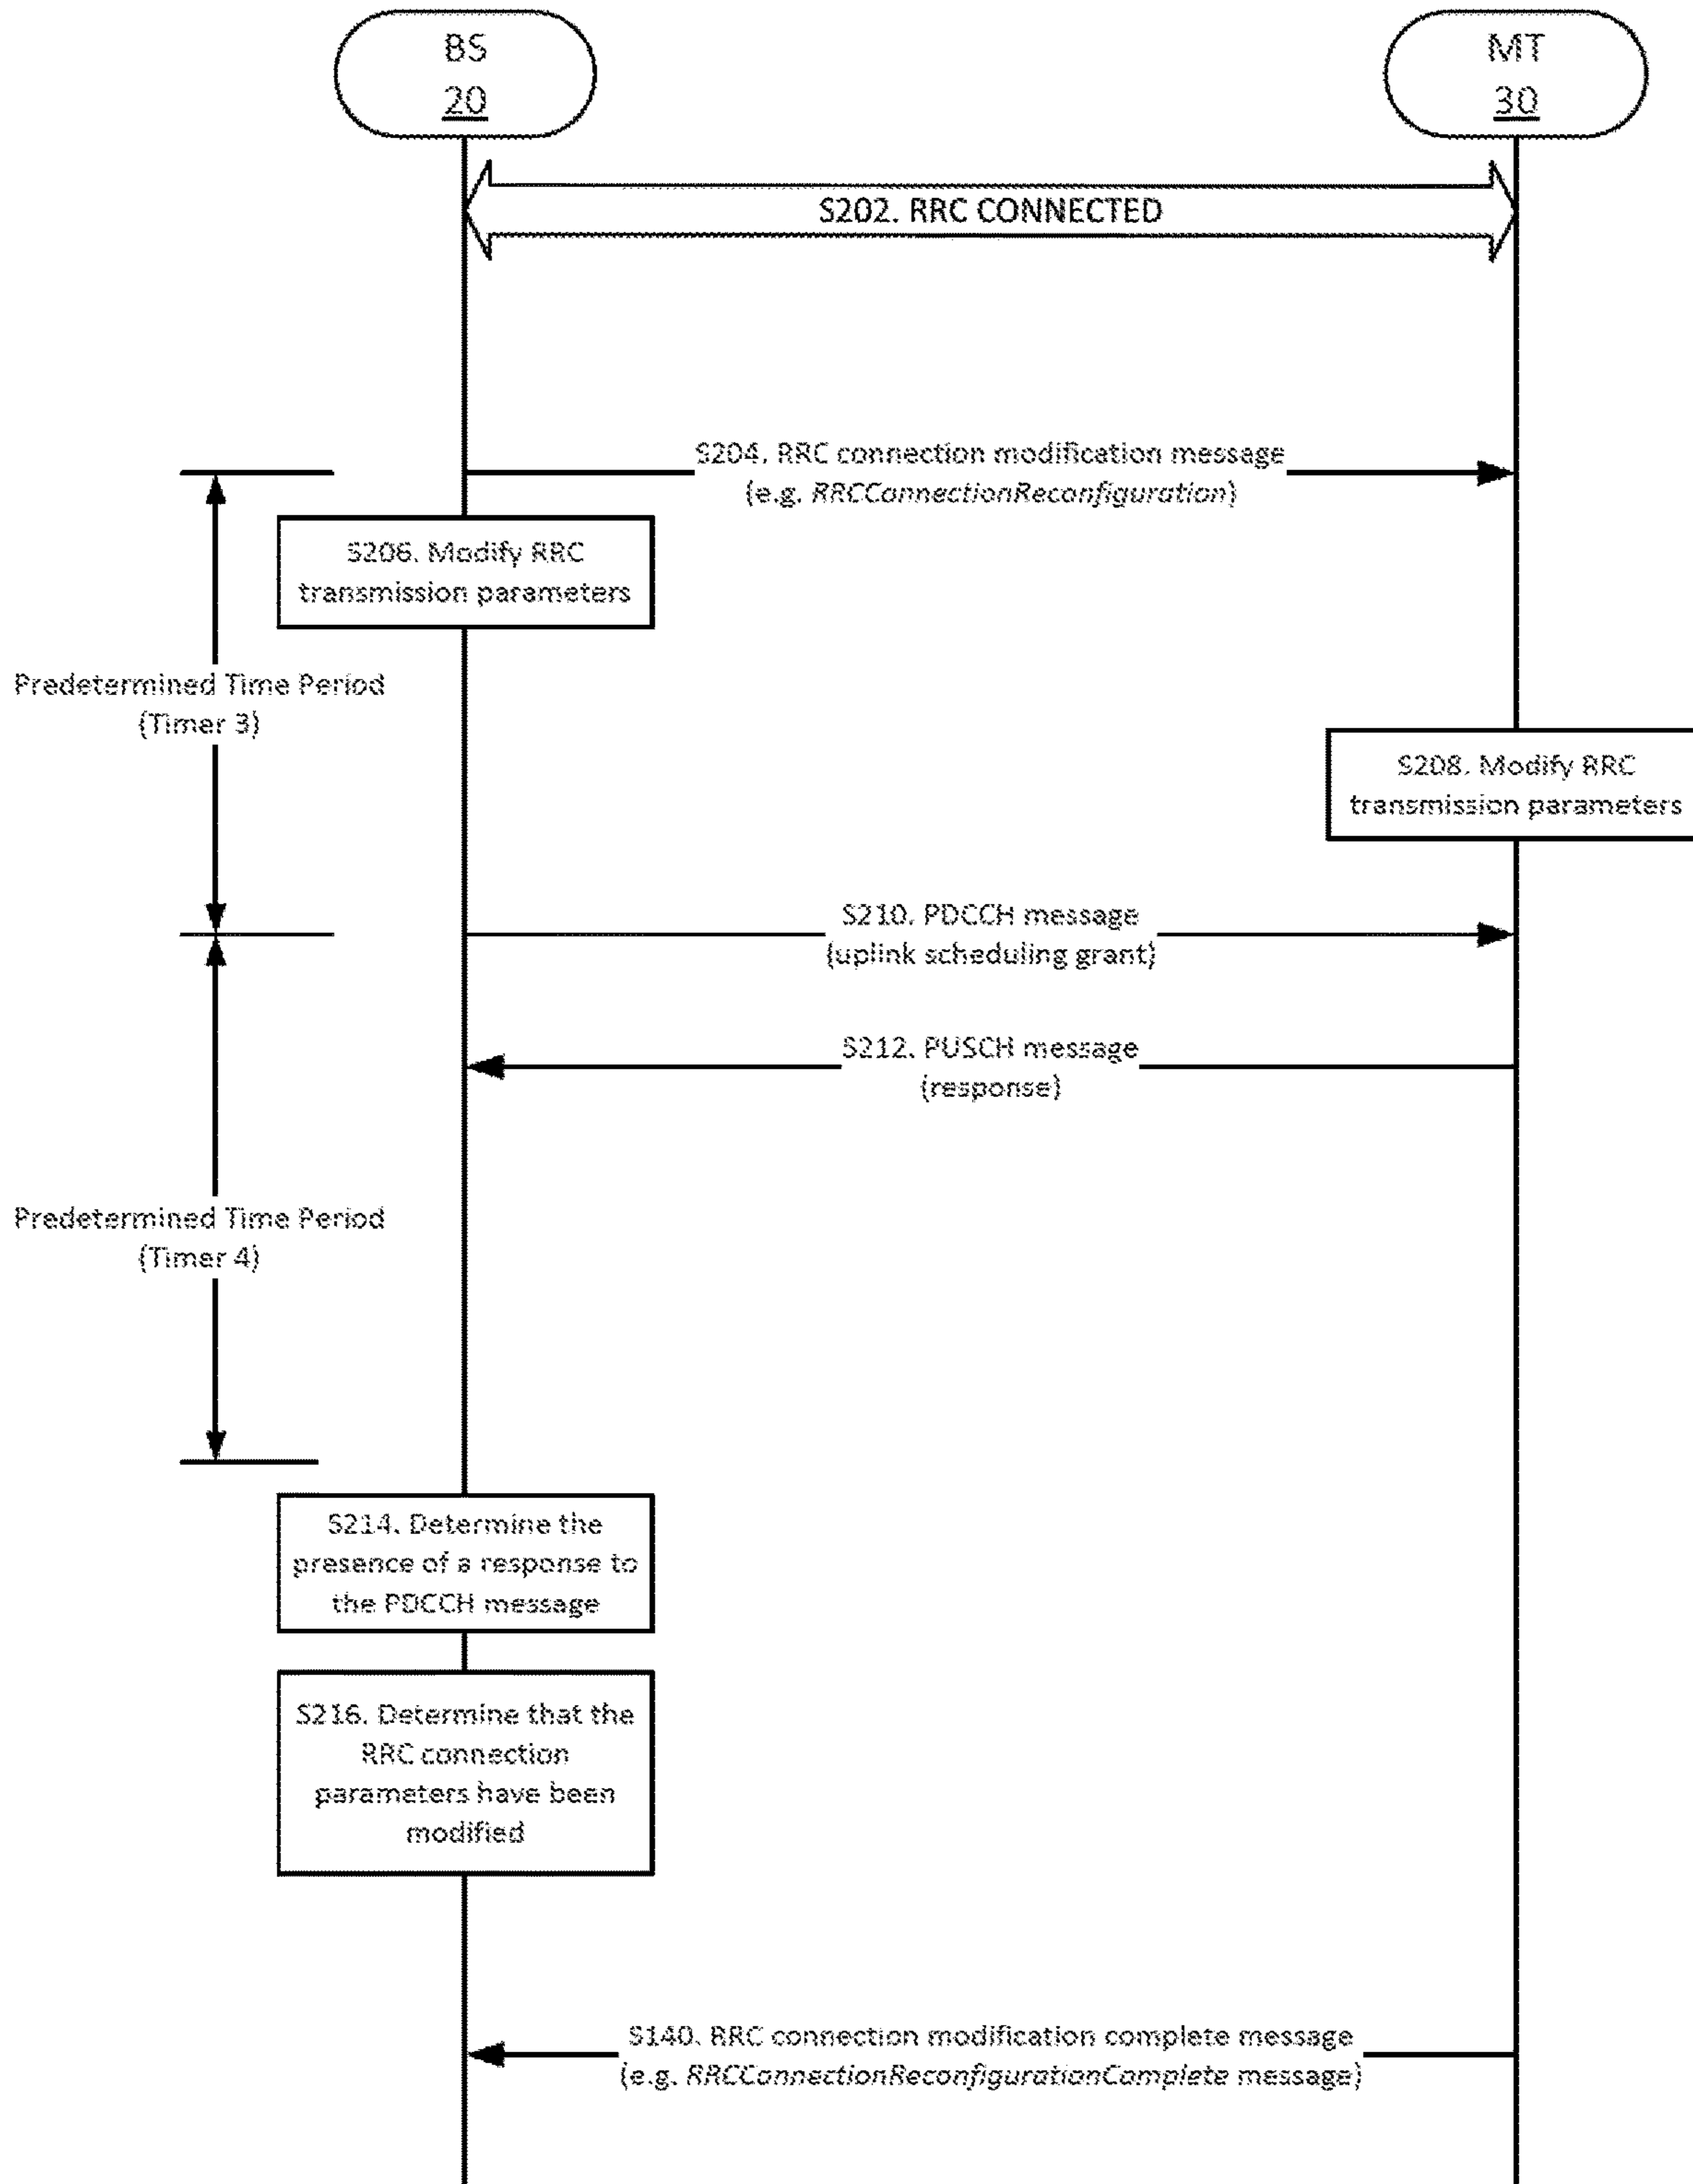 BS
20
MT
30
S202. RRC CONNECTED
S204. RRC connection modification message
(e.g. RRCConnectionReconfiguration)
S206. Modify RRC
transmission parameters
Predetermined Time Period
(Timer 3)
S208. Modify RRC
transmission parameters
S210. PDCCH message
(uplink scheduling grant)
S212. PUSCH message
(response)
Predetermined Time Period
(Timer 4)
S214. Determine the
presence of a response to
the PDCCH message
S216. Determine that the
RRC connection
parameters have been
modified
S140. RRC connection modification complete message
(e.g. RRCConnectionReconfigurationComplete message)